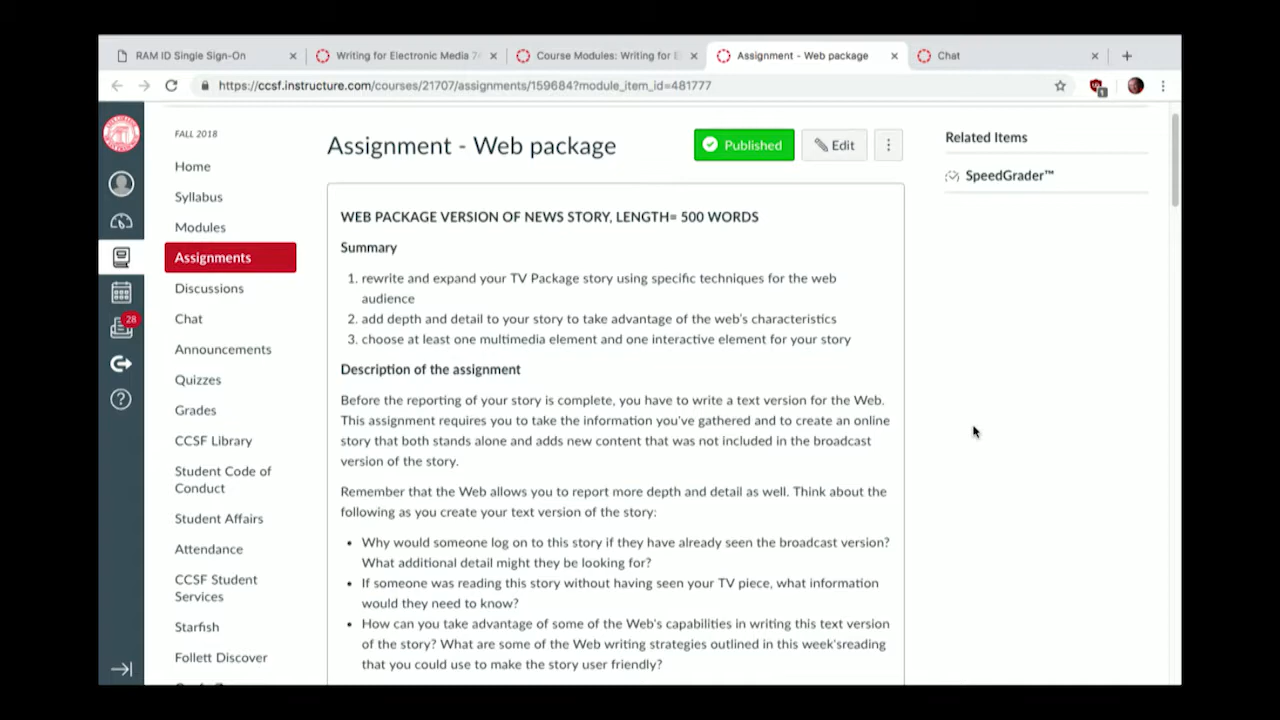 RAM ID Single Sign-On
Writing for Electronic Media 7
Course Modules: Writing for E
Assignment - Web package
Chat
https://ccsf.instructure.com/courses/21707/assignments/159684?module_item_id=481777
1
28
FALL 2018
Home
Syllabus
Modules
Assignments
Discussions
Chat
Announcements
Quizzes
Grades
CCSF Library
Student Code of
Conduct
Student Affairs
Attendance
CCSF Student
Services
Starfish
Follett Discover
Assignment - Web package
Published
Edit
WEB PACKAGE VERSION OF NEWS STORY, LENGTH= 500 WORDS
Summary
1. rewrite and expand your TV Package story using specific techniques for the web
audience
2. add depth and detail to your story to take advantage of the web's characteristics
3. choose at least one multimedia element and one interactive element for your story
Description of the assignment
Before the reporting of your story is complete, you have to write a text version for the Web.
This assignment requires you to take the information you've gathered and to create an online
story that both stands alone and adds new content that was not included in the broadcast
version of the story.
Remember that the Web allows you to report more depth and detail as well. Think about the
following as you create your text version of the story:
• Why would someone log on to this story if they have already seen the broadcast version?
What additional detail might they be looking for?
• If someone was reading this story without having seen your TV piece, what information
would they need to know?
• How can you take advantage of some of the Web's capabilities in writing this text version
of the story? What are some of the Web writing strategies outlined in this week'sreading
that you could use to make the story user friendly?
Related Items
SpeedGrader™